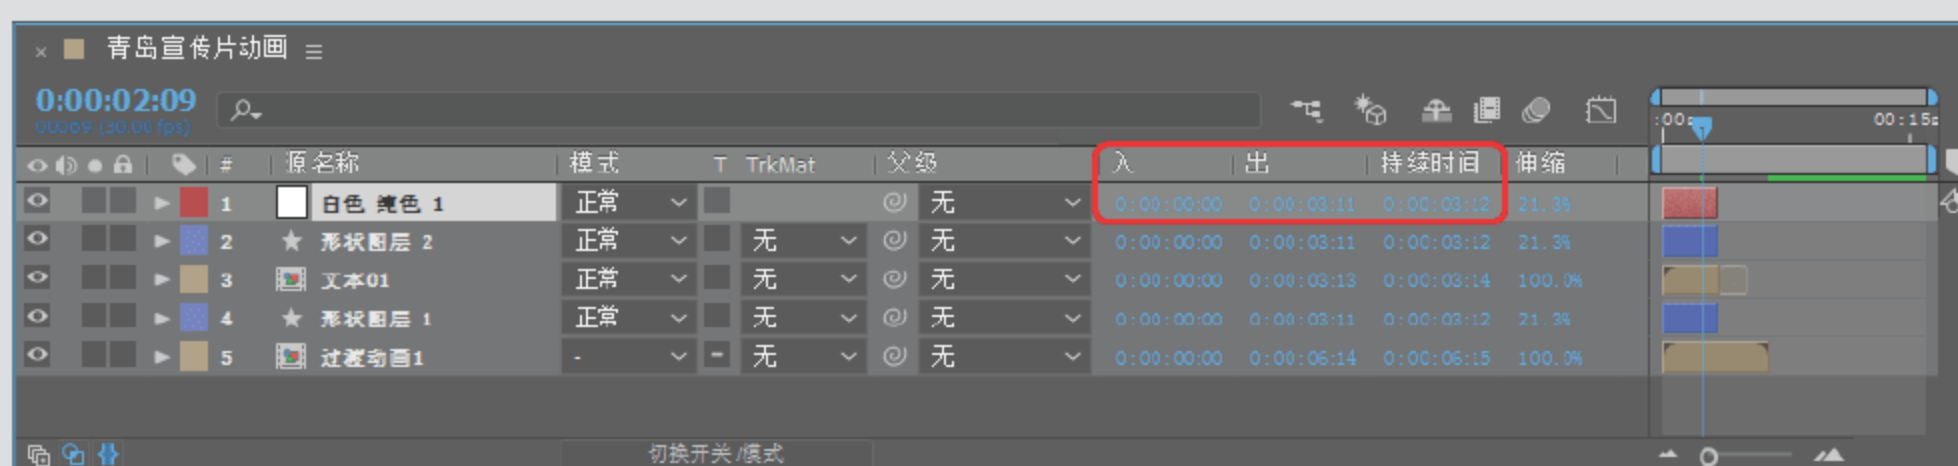 青岛宣传片动画
0:00:02:09
00069 (30.00 fps)
:00s 00:15s
# 源名称 模式 T TrkMat 父级 入 出 持续时间 伸缩
1 白色 纯色 1 正常 无 0:00:00:00 0:00:03:11 0:00:03:12 21.3%
2 形状图层 2 正常 无 无 0:00:00:00 0:00:03:11 0:00:03:12 21.3%
3 文本01 正常 无 无 0:00:00:00 0:00:03:13 0:00:03:14 100.0%
4 形状图层 1 正常 无 无 0:00:00:00 0:00:03:11 0:00:03:12 21.3%
5 过渡动画1 - 无 无 0:00:00:00 0:00:06:14 0:00:06:15 100.0%
切换开关/模式